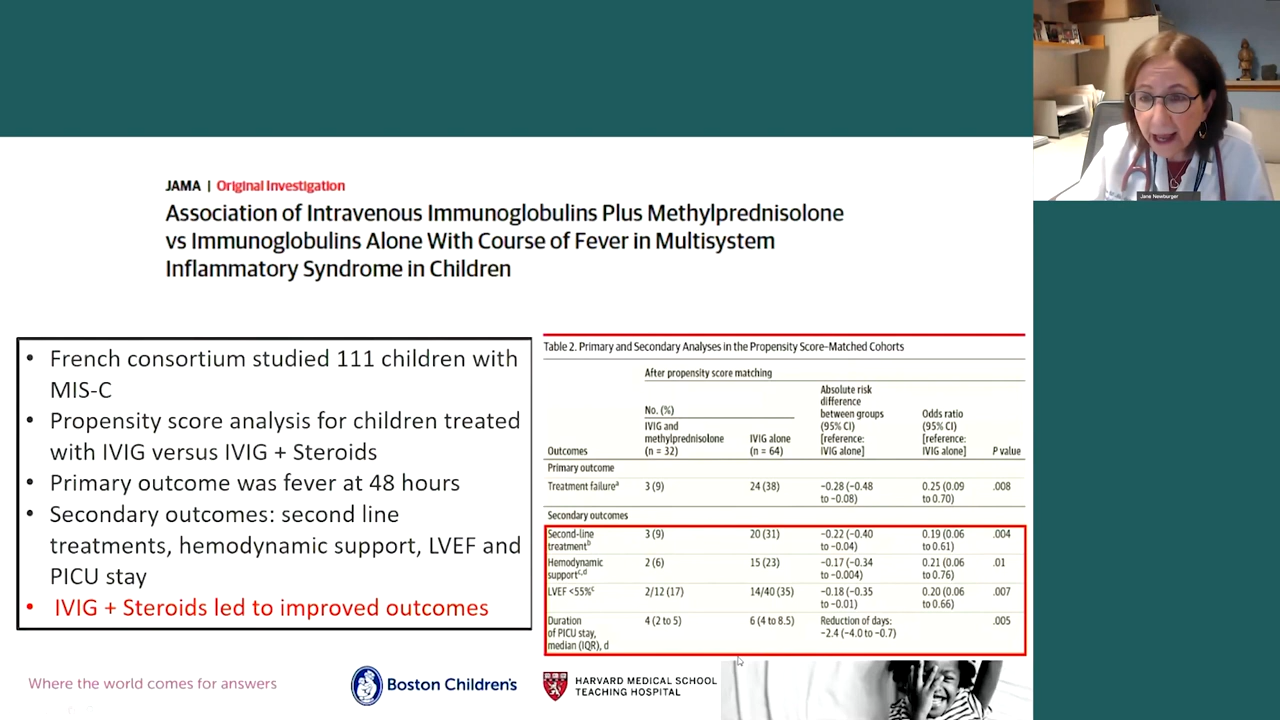 JAMA | Original Investigation
Association of Intravenous Immunoglobulins Plus Methylprednisolone
vs Immunoglobulins Alone With Course of Fever in Multisystem
Inflammatory Syndrome in Children
• French consortium studied 111 children with
MIS-C
• Propensity score analysis for children treated
with IVIG versus IVIG + Steroids
• Primary outcome was fever at 48 hours
• Secondary outcomes: second line
treatments, hemodynamic support, LVEF and
PICU stay
• IVIG + Steroids led to improved outcomes
Table 2. Primary and Secondary Analyses in the Propensity Score–Matched Cohorts
After propensity score matching
Absolute risk
difference
between groups
(95% CI)
[reference:
IVIG alone]
Odds ratio
(95% CI)
[reference:
IVIG alone]
No. (%)
IVIG and
methylprednisolone
(n = 32)
IVIG alone
(n = 64)
Outcomes
P value
Primary outcome
Treatment failureᵃ 3 (9) 24 (38) −0.28 (−0.48 0.25 (0.09 .008
to −0.08) to 0.70)
Secondary outcomes
Second-line 3 (9) 20 (31) −0.22 (−0.40 0.19 (0.06 .004
treatmentᵇ to −0.04) to 0.61)
Hemodynamic 2 (6) 15 (23) −0.17 (−0.34 0.21 (0.06 .01
supportᶜ,ᵈ to −0.004) to 0.76)
LVEF <55%ᶜ 2/12 (17) 14/40 (35) −0.18 (−0.35 0.20 (0.06 .007
to −0.01) to 0.66)
Duration 4 (2 to 5) 6 (4 to 8.5) Reduction of days: .005
of PICU stay, −2.4 (−4.0 to −0.7)
median (IQR), d
Where the world comes for answers
Boston Children's
HARVARD MEDICAL SCHOOL
TEACHING HOSPITAL
Jane Newburger